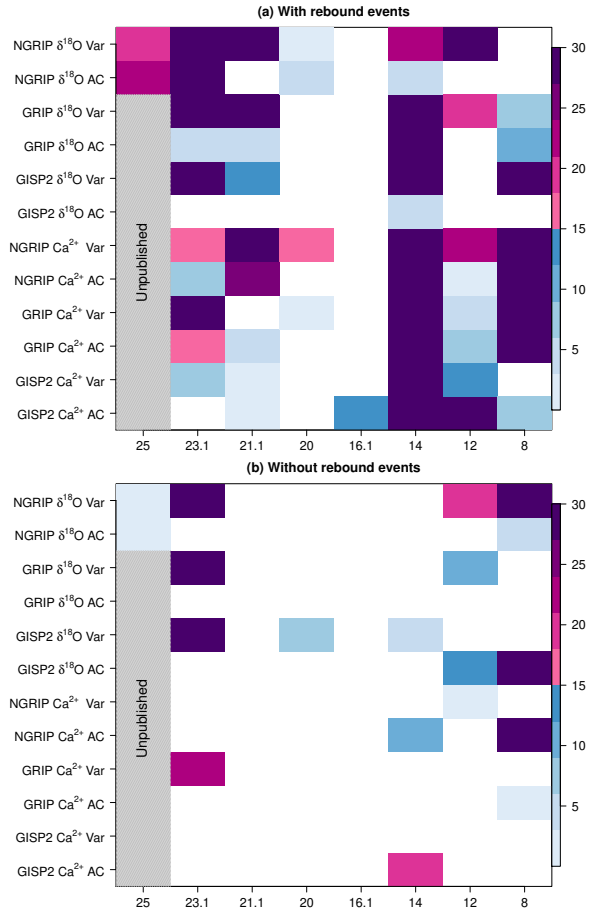 (a) With rebound events
NGRIP δ¹⁸O Var
NGRIP δ¹⁸O AC
GRIP δ¹⁸O Var
GRIP δ¹⁸O AC
GISP2 δ¹⁸O Var
GISP2 δ¹⁸O AC
NGRIP Ca²⁺ Var
NGRIP Ca²⁺ AC
GRIP Ca²⁺ Var
GRIP Ca²⁺ AC
GISP2 Ca²⁺ Var
GISP2 Ca²⁺ AC
Unpublished
30
25
20
15
10
5
25 23.1 21.1 20 16.1 14 12 8
(b) Without rebound events
NGRIP δ¹⁸O Var
NGRIP δ¹⁸O AC
GRIP δ¹⁸O Var
GRIP δ¹⁸O AC
GISP2 δ¹⁸O Var
GISP2 δ¹⁸O AC
NGRIP Ca²⁺ Var
NGRIP Ca²⁺ AC
GRIP Ca²⁺ Var
GRIP Ca²⁺ AC
GISP2 Ca²⁺ Var
GISP2 Ca²⁺ AC
Unpublished
30
25
20
15
10
5
25 23.1 21.1 20 16.1 14 12 8